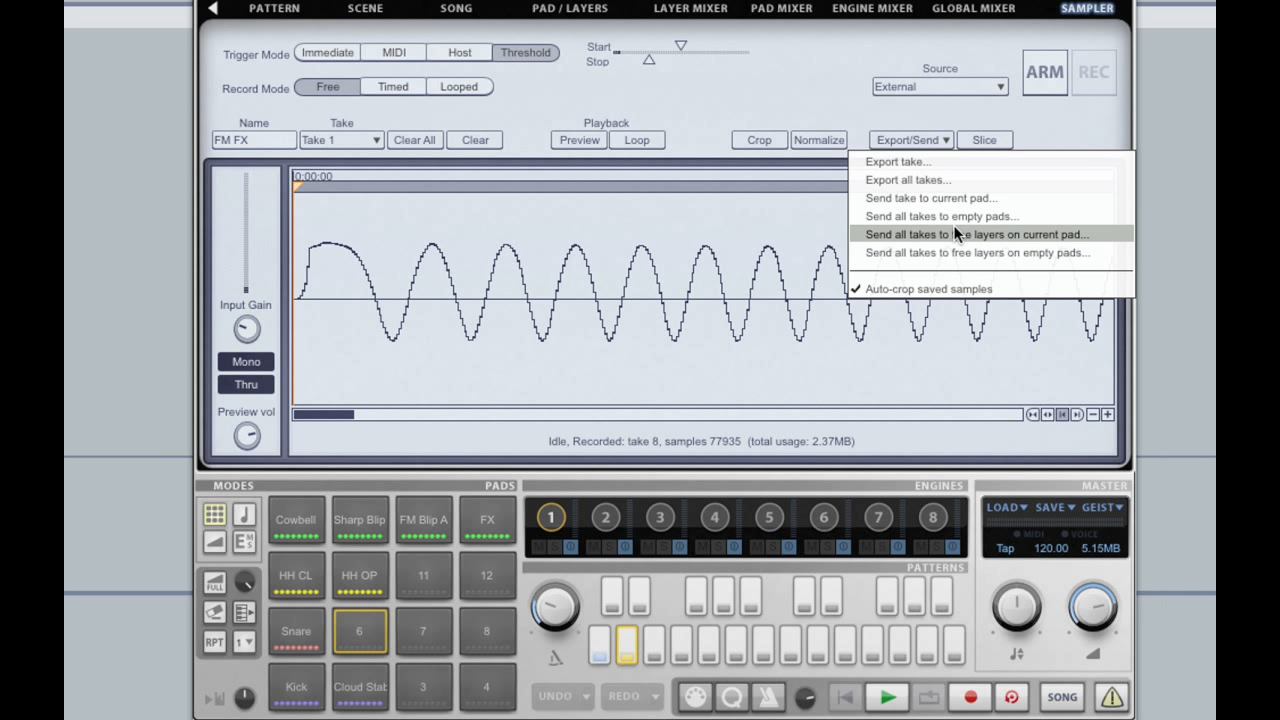 PATTERN SCENE SONG PAD / LAYERS LAYER MIXER PAD MIXER ENGINE MIXER GLOBAL MIXER SAMPLER
Trigger Mode Immediate MIDI Host Threshold Start
Stop
Record Mode Free Timed Looped
Source
External
ARM REC
Name Take Playback
FM FX Take 1 Clear All Clear Preview Loop Crop Normalize Export/Send Slice
Export take...
Export all takes...
Send take to current pad...
Send all takes to empty pads...
Send all takes to free layers on current pad...
Send all takes to free layers on empty pads...
Auto-crop saved samples
0:00:00
Input Gain
Mono
Thru
Preview vol
Idle, Recorded: take 8, samples 77935 (total usage: 2.37MB)
MODES PADS ENGINES MASTER
Cowbell Sharp Blip FM Blip A FX
1 2 3 4 5 6 7 8
M S M S M S M S M S M S M S M S
LOAD SAVE GEIST
MIDI VOICE
Tap 120.00 5.15MB
PATTERNS
HH CL HH OP 11 12
FULL
Snare 6 7 8
RPT 1
Kick Cloud Stat 3 4
UNDO REDO SONG